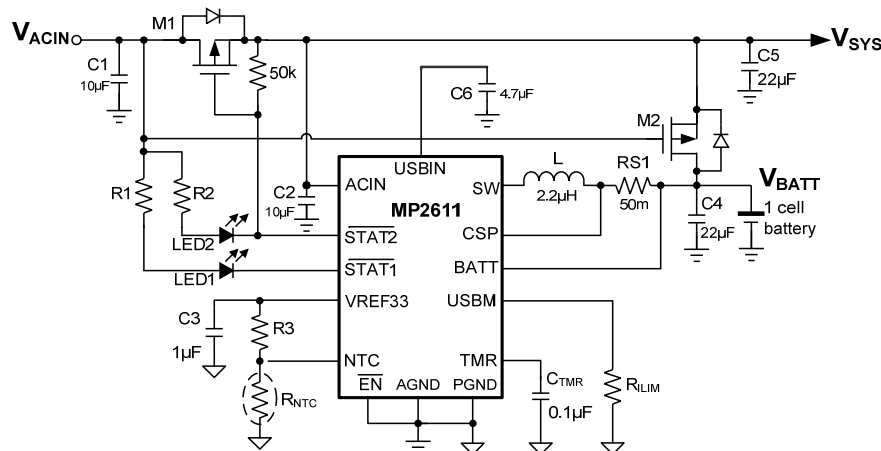 M1
VACIN
VSYS
C1
10µF
50k
C5
22µF
C6
4.7µF
M2
USBIN
L
RS1
R1
R2
ACIN
SW
VBATT
C2
10µF
2.2µH
50m
C4
22µF
1 cell
battery
MP2611
LED2
STAT2
CSP
LED1
STAT1
BATT
VREF33
USBM
C3
1µF
R3
NTC
TMR
CTMR
RILIM
RNTC
EN
AGND
PGND
0.1µF